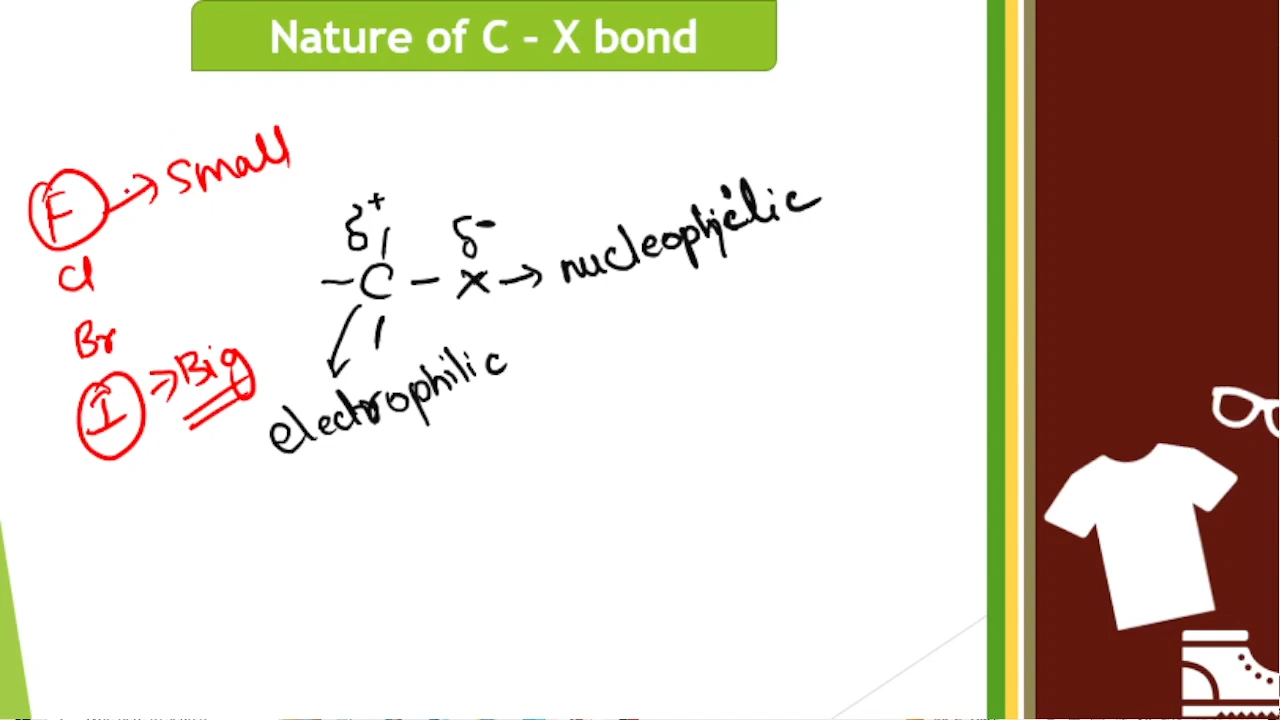 Nature of C – X bond
F → Small
Cl
Br
I → Big
δ+ δ-
– C – X → nucleophilic
electrophilic